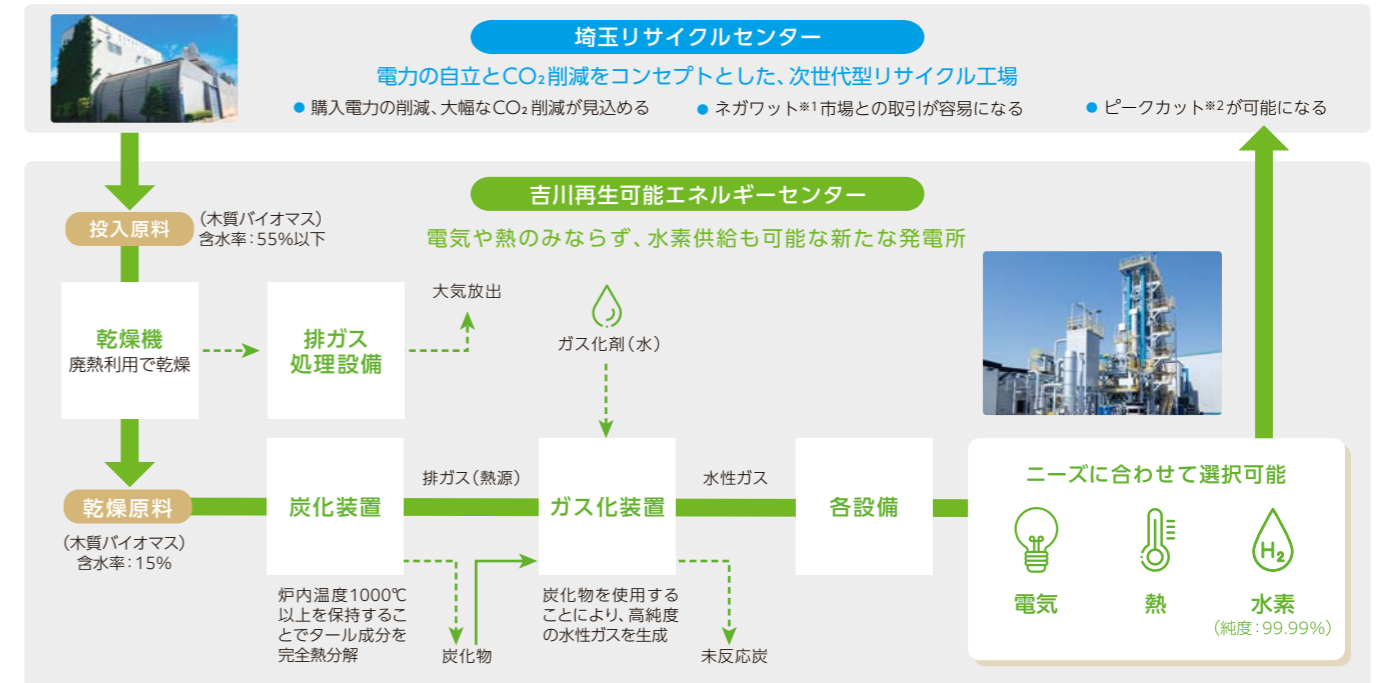 埼玉リサイクルセンター
電力の自立とCO₂削減をコンセプトとした、次世代型リサイクル工場
● 購入電力の削減、大幅なCO₂削減が見込める
● ネガワット※1市場との取引が容易になる
● ピークカット※2が可能になる
吉川再生可能エネルギーセンター
電気や熱のみならず、水素供給も可能な新たな発電所
投入原料
（木質バイオマス）
含水率：55%以下
乾燥機
廃熱利用で乾燥
排ガス
処理設備
大気放出
ガス化剤（水）
乾燥原料
（木質バイオマス）
含水率：15%
炭化装置
排ガス（熱源）
ガス化装置
水性ガス
各設備
炉内温度1000℃
以上を保持するこ
とでタール成分を
完全熱分解
炭化物
炭化物を使用する
ことにより、高純度
の水性ガスを生成
未反応炭
ニーズに合わせて選択可能
電気
熱
H₂
水素
（純度：99.99%）